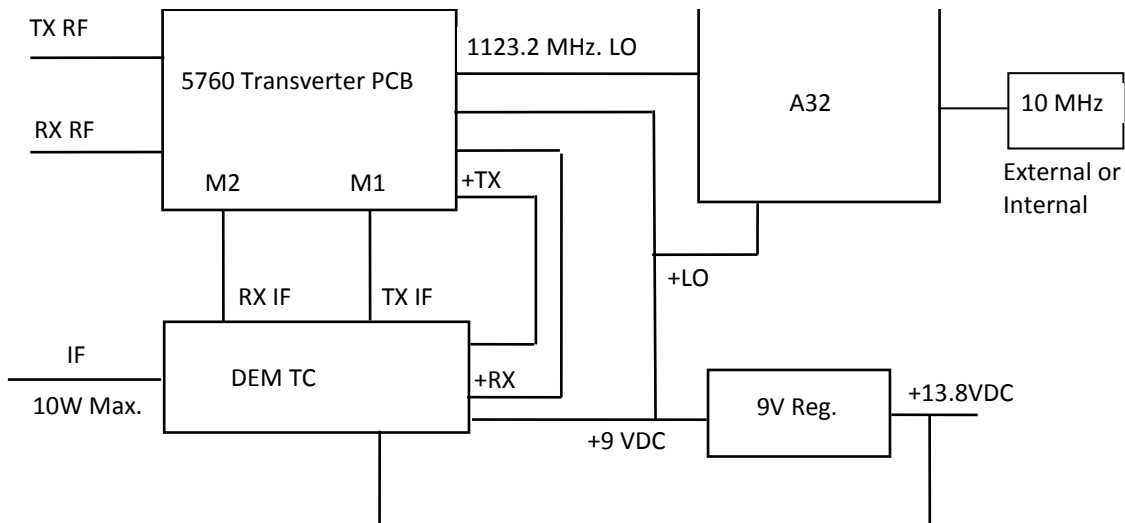 TX RF
1123.2 MHz. LO
5760 Transverter PCB
A32
10 MHz
RX RF
External or
Internal
M2
M1
+TX
+LO
RX IF
TX IF
IF
10W Max.
DEM TC
+RX
9V Reg.
+13.8VDC
+9 VDC